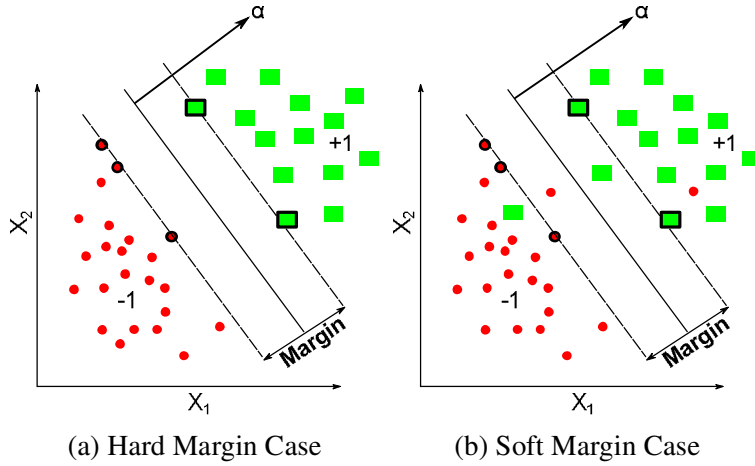 α
+1
X₂
-1
Margin
X₁
(a) Hard Margin Case
α
+1
X₂
-1
Margin
X₁
(b) Soft Margin Case